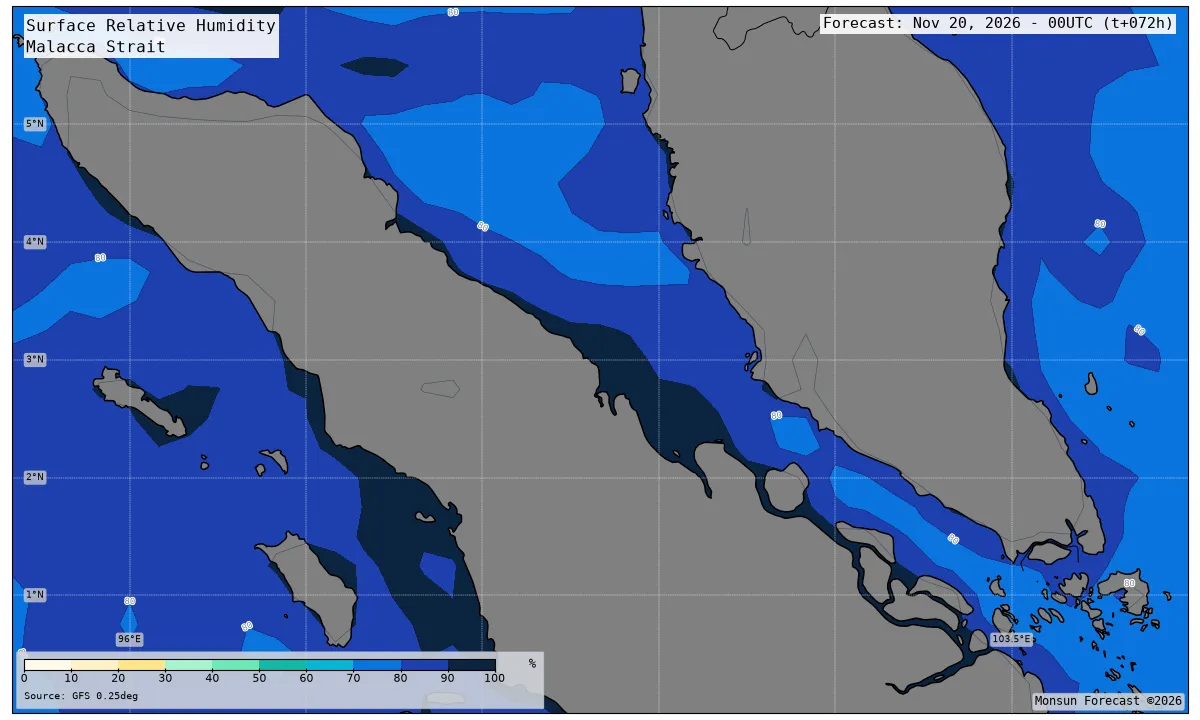 Surface Relative Humidity
Malacca Strait
Forecast: Nov 20, 2026 - 00UTC (t+072h)
80
5°N
80
80
4°N
80
80
3°N
80
2°N
80
1°N
80
80
80
96°E
103.5°E
%
0 10 20 30 40 50 60 70 80 90 100
Source: GFS 0.25deg
Monsun Forecast ©2026